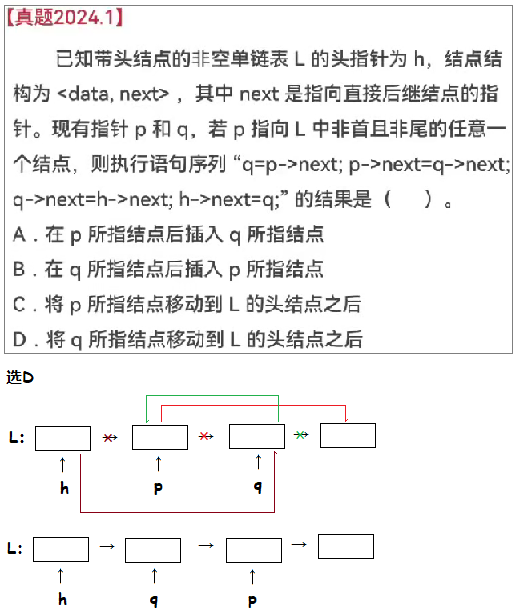 【真题2024.1】
已知带头结点的非空单链表 L 的头指针为 h，结点结
构为 <data, next> ，其中 next 是指向直接后继结点的指
针。现有指针 p 和 q，若 p 指向 L 中非首且非尾的任意一
个结点，则执行语句序列 “q=p->next; p->next=q->next;
q->next=h->next; h->next=q;” 的结果是（ ）。
A．在 p 所指结点后插入 q 所指结点
B．在 q 所指结点后插入 p 所指结点
C．将 p 所指结点移动到 L 的头结点之后
D．将 q 所指结点移动到 L 的头结点之后
选D
L:
h p q
L:
h q p